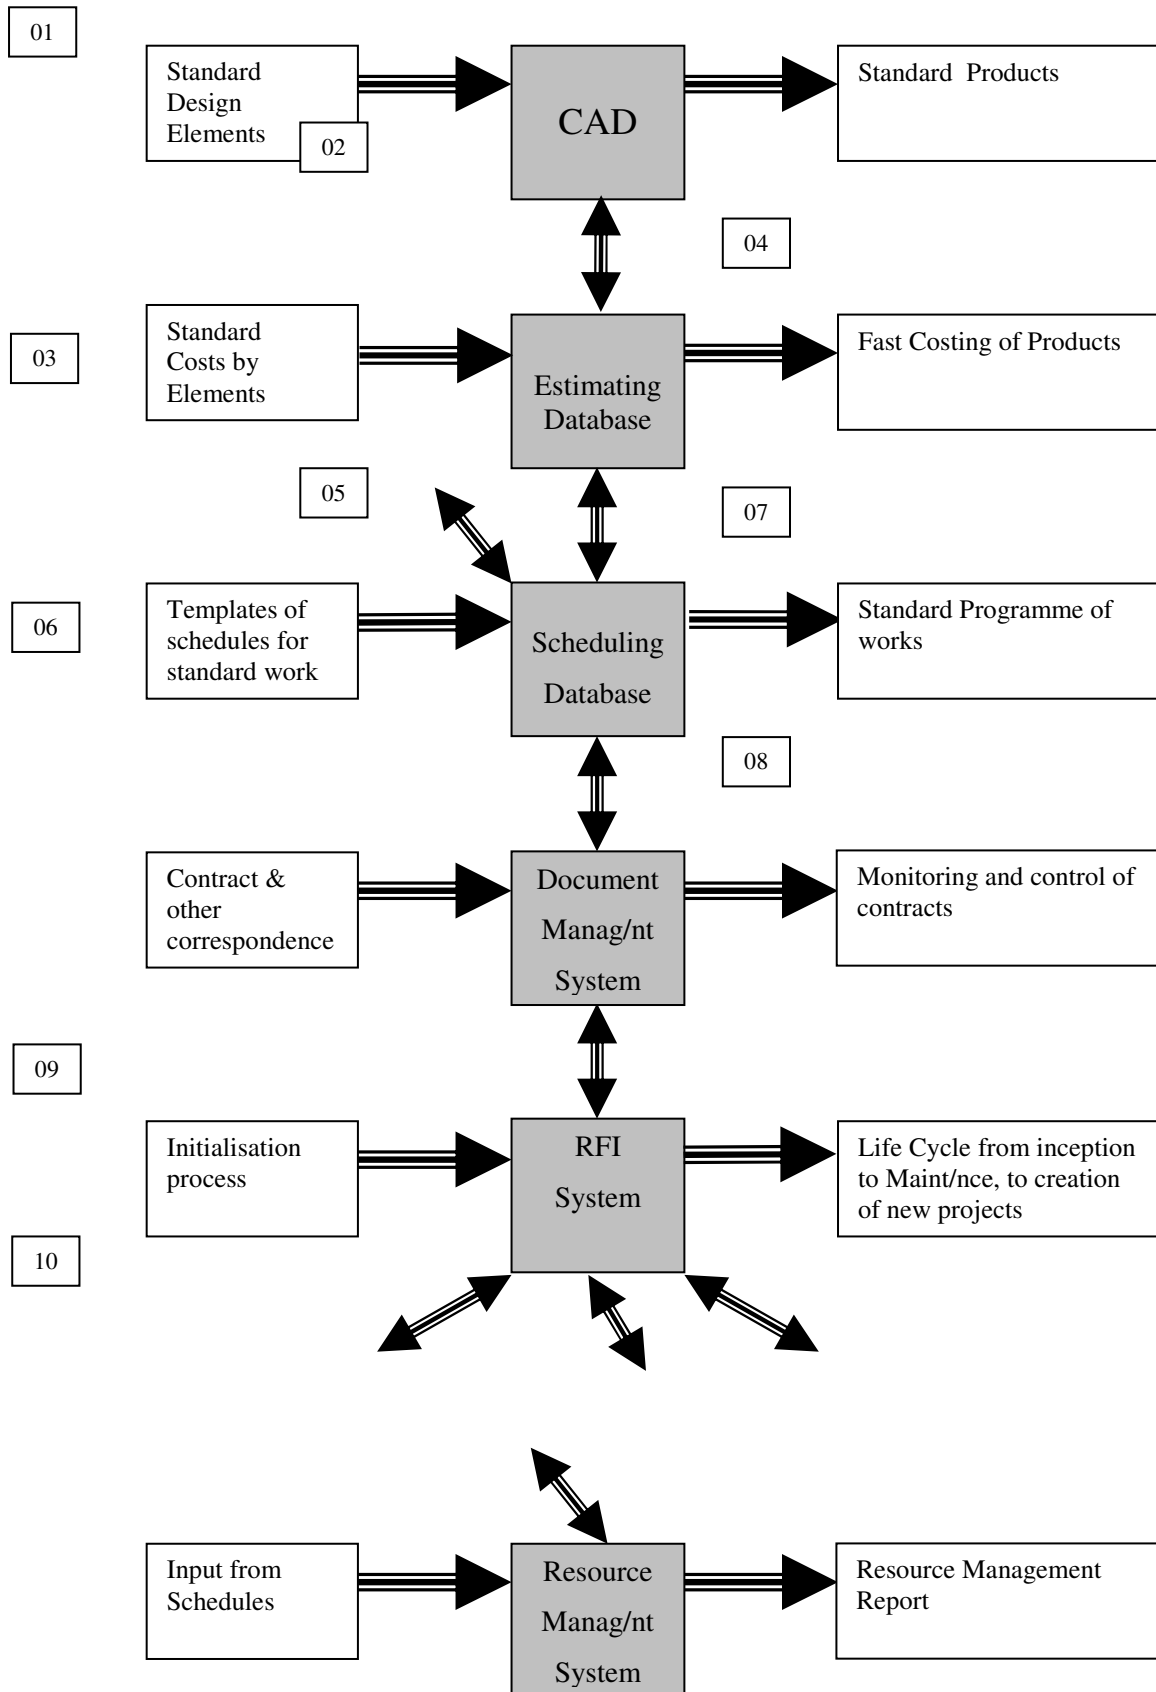 01
Standard
Design
Elements
02
CAD
Standard  Products
04
03
Standard
Costs by
Elements
Estimating
Database
Fast Costing of Products
05
07
06
Templates of
schedules for
standard work
Scheduling
Database
Standard Programme of
works
08
Contract &
other
correspondence
Document
Manag/nt
System
Monitoring and control of
contracts
09
Initialisation
process
RFI
System
Life Cycle from inception
to Maint/nce, to creation
of new projects
10
Input from
Schedules
Resource
Manag/nt
System
Resource Management
Report